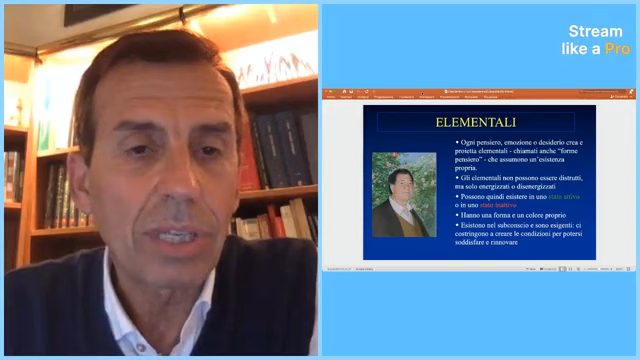 Stream
like a Pro
ELEMENTALI
• Ogni pensiero, emozione o desiderio crea e
proietta elementali - chiamati anche "forme
pensiero" - che assumono un'esistenza
propria.
• Gli elementali non possono essere distrutti,
ma solo energizzati o disenergizzati
• Possono quindi esistere in uno stato attivo
o in uno stato inattivo
• Hanno una forma e un colore proprio
• Esistono nel subconscio e sono esigenti: ci
costringono a creare le condizioni per potersi
soddisfare e rinnovare